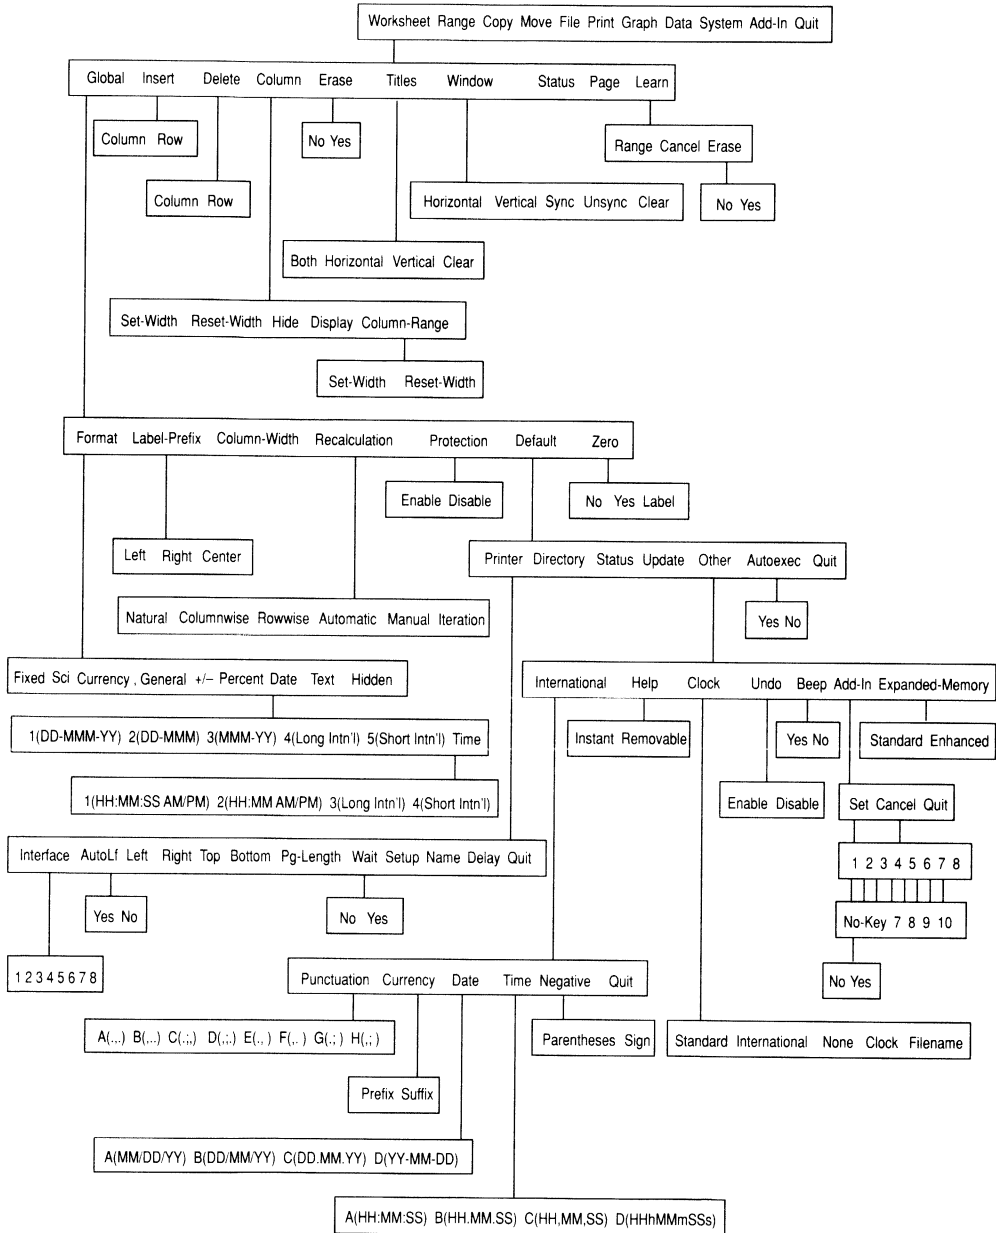 Worksheet Range Copy Move File Print Graph Data System Add-In Quit
Global Insert Delete Column Erase Titles Window Status Page Learn
Column Row
No Yes
Range Cancel Erase
Column Row
Horizontal Vertical Sync Unsync Clear
No Yes
Both Horizontal Vertical Clear
Set-Width Reset-Width Hide Display Column-Range
Set-Width Reset-Width
Format Label-Prefix Column-Width Recalculation Protection Default Zero
Enable Disable
No Yes Label
Left Right Center
Printer Directory Status Update Other Autoexec Quit
Natural Columnwise Rowwise Automatic Manual Iteration
Yes No
Fixed Sci Currency , General +/– Percent Date Text Hidden
International Help Clock Undo Beep Add-In Expanded-Memory
1(DD-MMM-YY) 2(DD-MMM) 3(MMM-YY) 4(Long Intn'l) 5(Short Intn'l) Time
Instant Removable
Yes No
Standard Enhanced
1(HH:MM:SS AM/PM) 2(HH:MM AM/PM) 3(Long Intn'l) 4(Short Intn'l)
Enable Disable
Set Cancel Quit
Interface AutoLf Left Right Top Bottom Pg-Length Wait Setup Name Delay Quit
1 2 3 4 5 6 7 8
Yes No
No Yes
No-Key 7 8 9 10
1 2 3 4 5 6 7 8
Punctuation Currency Date Time Negative Quit
No Yes
A(...) B(,..) C(.;,) D(,;.) E(., ) F(,. ) G(.; ) H(,; )
Parentheses Sign
Standard International None Clock Filename
Prefix Suffix
A(MM/DD/YY) B(DD/MM/YY) C(DD.MM.YY) D(YY-MM-DD)
A(HH:MM:SS) B(HH.MM.SS) C(HH,MM,SS) D(HHhMMmSSs)